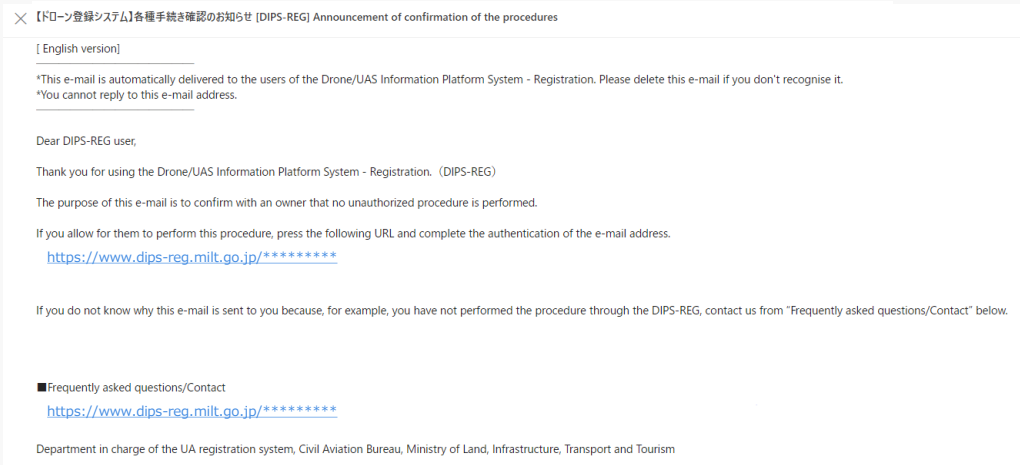 【ドローン登録システム】各種手続き確認のお知らせ [DIPS-REG] Announcement of confirmation of the procedures
[ English version]
*This e-mail is automatically delivered to the users of the Drone/UAS Information Platform System - Registration. Please delete this e-mail if you don't recognise it.
*You cannot reply to this e-mail address.
Dear DIPS-REG user,
Thank you for using the Drone/UAS Information Platform System - Registration.（DIPS-REG）
The purpose of this e-mail is to confirm with an owner that no unauthorized procedure is performed.
If you allow for them to perform this procedure, press the following URL and complete the authentication of the e-mail address.
https://www.dips-reg.milt.go.jp/*********
If you do not know why this e-mail is sent to you because, for example, you have not performed the procedure through the DIPS-REG, contact us from "Frequently asked questions/Contact" below.
■Frequently asked questions/Contact
https://www.dips-reg.milt.go.jp/*********
Department in charge of the UA registration system, Civil Aviation Bureau, Ministry of Land, Infrastructure, Transport and Tourism